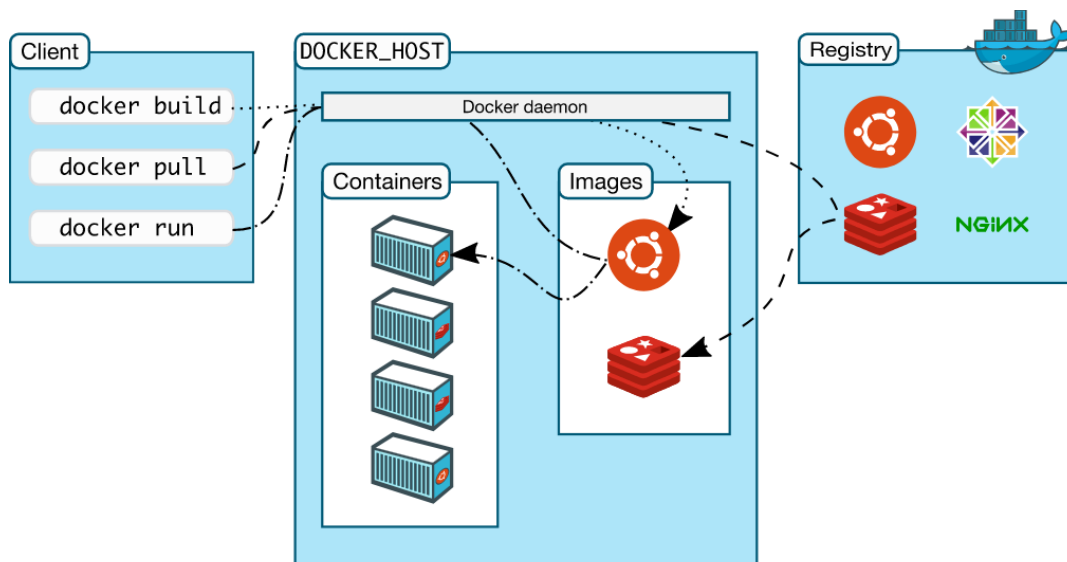 Client
docker build
docker pull
docker run
DOCKER_HOST
Docker daemon
Containers
Images
Registry
NGiNX